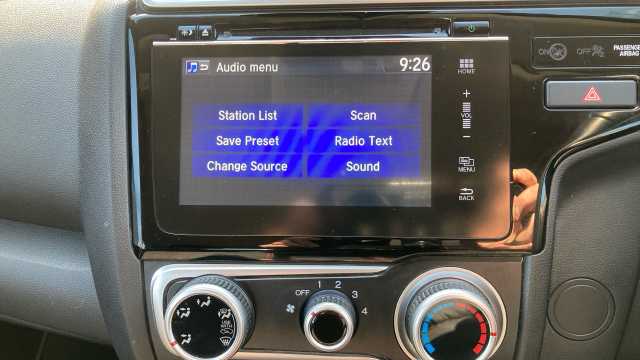 Audio menu 9:26
HOME
ON OFF
PASSENGER AIRBAG
Station List Scan
+
VOL
Save Preset Radio Text
-
Change Source Sound
MENU
BACK
OFF 1 2 3 4